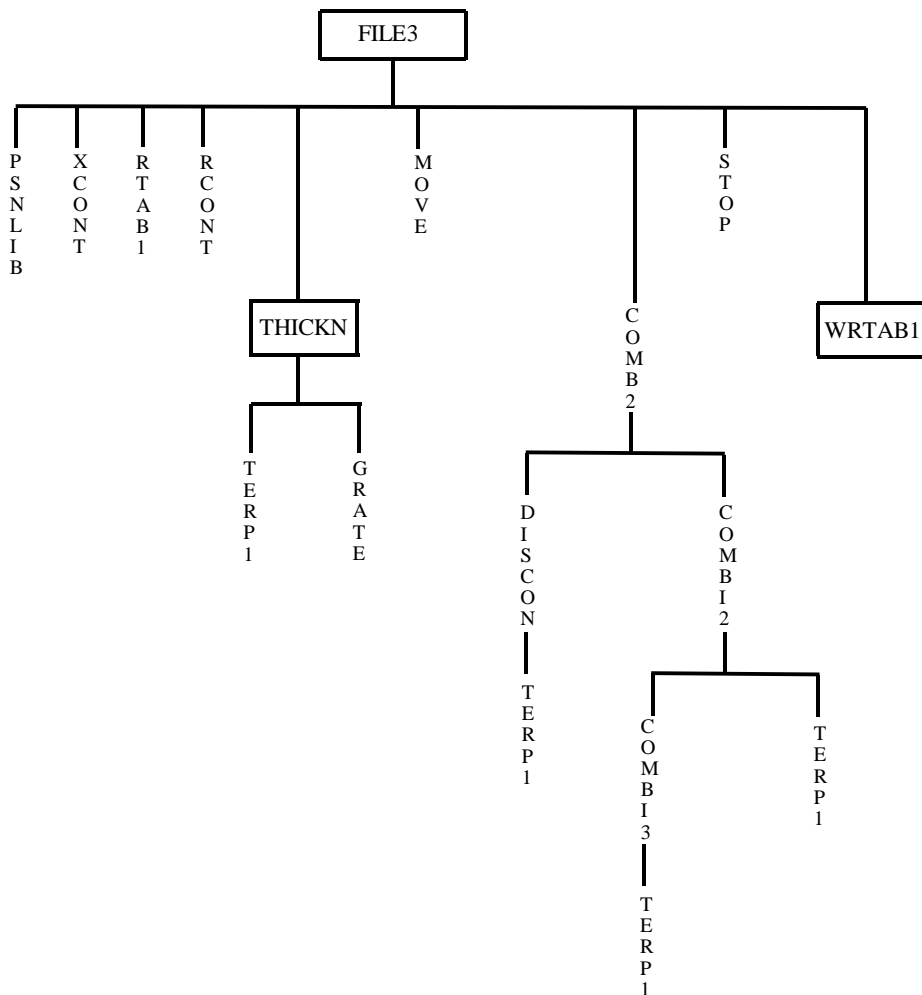 FILE3
PSNLIB
XCONT
RTAB1
RCONT
MOVE
STOP
THICKN
COMB2
WRTAB1
TERP1
GRATE
DISCON
COMBI2
TERP1
COMBI3
TERP1
TERP1